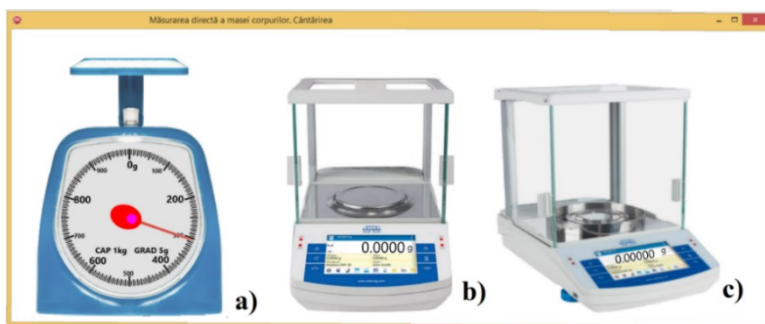 Măsurarea directă a masei corpurilor. Cântărirea
0g
900 100
800 200
700
CAP 1kg GRAD 5g
600 400
500
a)
0.0000 g
b)
0.00000 g
c)